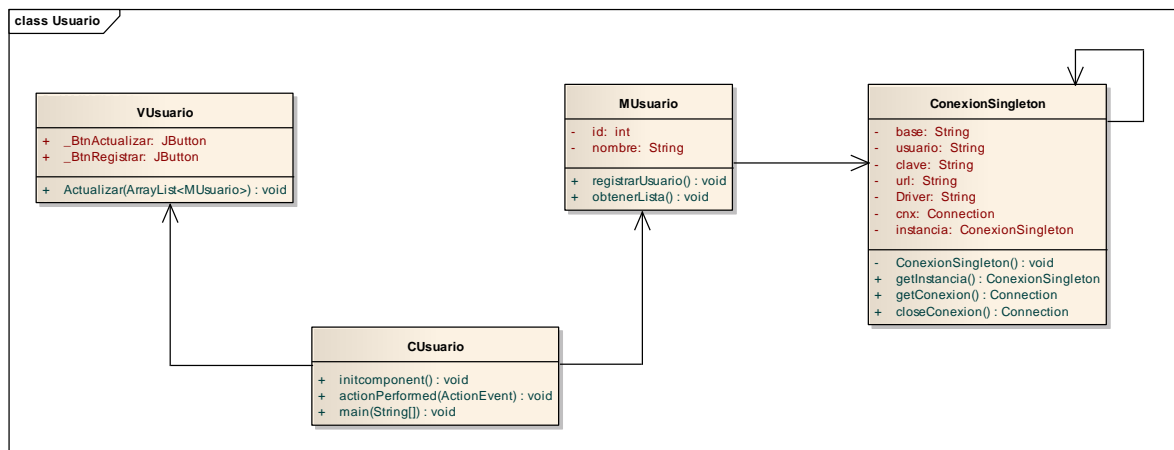 class Usuario
VUsuario
+ _BtnActualizar: JButton
+ _BtnRegistrar: JButton
+ Actualizar(ArrayList<MUsuario>) : void
MUsuario
- id: int
- nombre: String
+ registrarUsuario() : void
+ obtenerLista() : void
ConexionSingleton
- base: String
- usuario: String
- clave: String
- url: String
- Driver: String
- cnx: Connection
- instancia: ConexionSingleton
- ConexionSingleton() : void
+ getInstancia() : ConexionSingleton
+ getConexion() : Connection
+ closeConexion() : Connection
CUsuario
+ initcomponent() : void
+ actionPerformed(ActionEvent) : void
+ main(String[]) : void